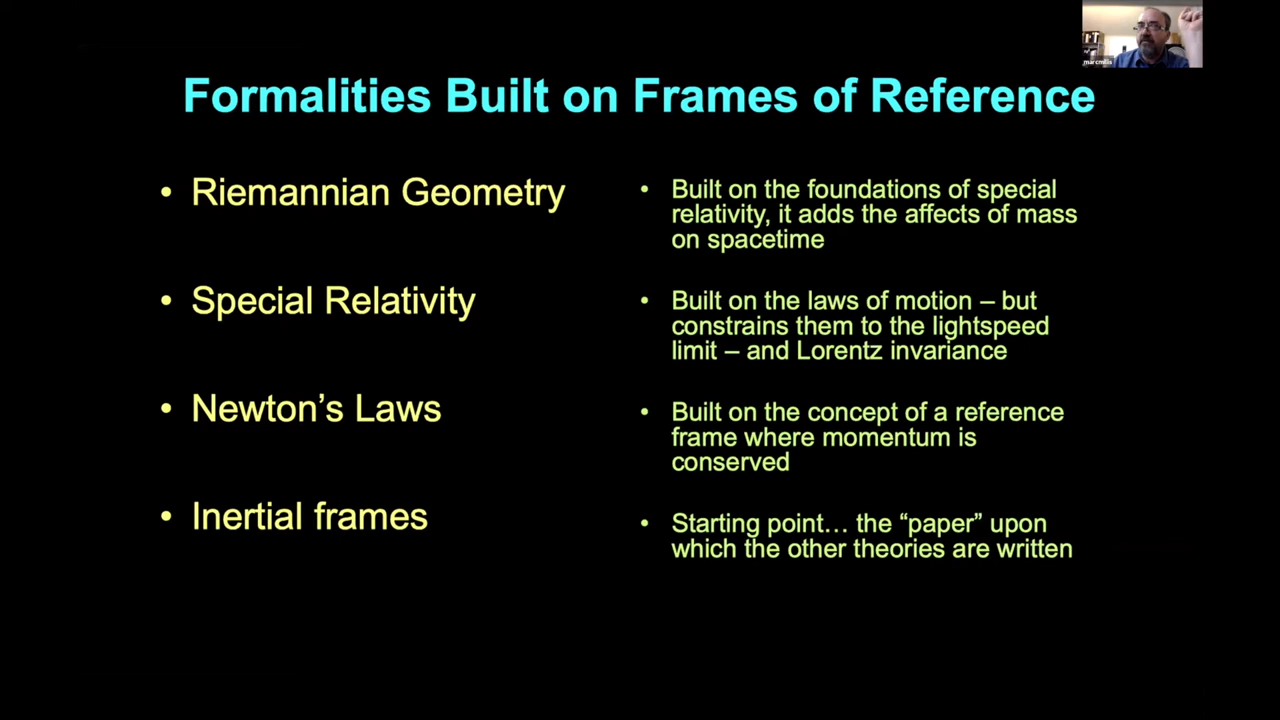 marcmillis
Formalities Built on Frames of Reference
• Riemannian Geometry
• Built on the foundations of special
relativity, it adds the affects of mass
on spacetime
• Special Relativity
• Built on the laws of motion – but
constrains them to the lightspeed
limit – and Lorentz invariance
• Newton’s Laws
• Built on the concept of a reference
frame where momentum is
conserved
• Inertial frames
• Starting point… the “paper” upon
which the other theories are written